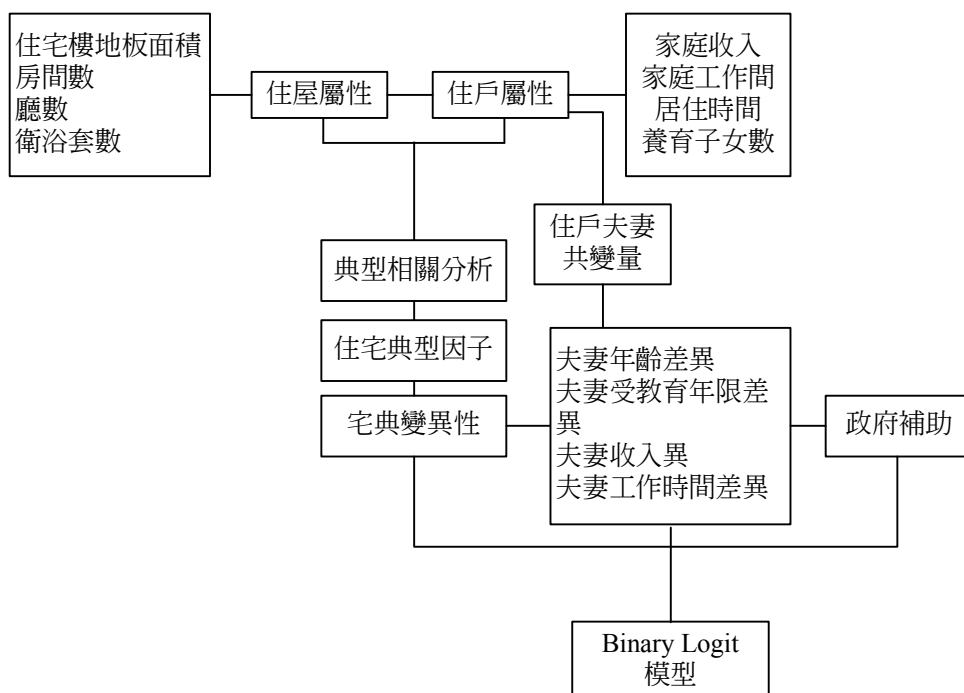 住宅樓地板面積
房間數
廳數
衛浴套數
住屋屬性
住戶屬性
家庭收入
家庭工作間
居住時間
養育子女數
住戶夫妻
共變量
典型相關分析
住宅典型因子
宅典變異性
夫妻年齡差異
夫妻受教育年限差
異
夫妻收入異
夫妻工作時間差異
政府補助
Binary Logit
模型